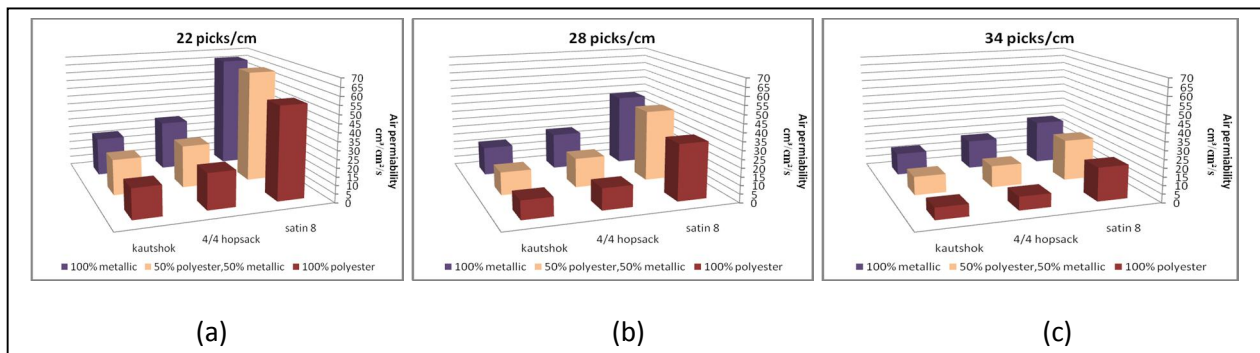 22 picks/cm
70
60
55
50
45
40
35
30
25
20
15
10
5
0
Air permiability
cm³/cm²/s
kautshok
4/4 hopsack
satin 8
100% metallic
50% polyester,50% metallic
100% polyester
(a)
28 picks/cm
70
60
55
50
45
40
35
30
25
20
15
10
5
0
Air permiability
cm³/cm²/s
kautshok
4/4 hopsack
satin 8
100% metallic
50% polyester,50% metallic
100% polyester
(b)
34 picks/cm
70
60
55
50
45
40
35
30
25
20
15
10
5
0
Air permiability
cm³/cm²/s
kautshok
4/4 hopsack
satin 8
100% metallic
50% polyester,50% metallic
100% polyester
(c)